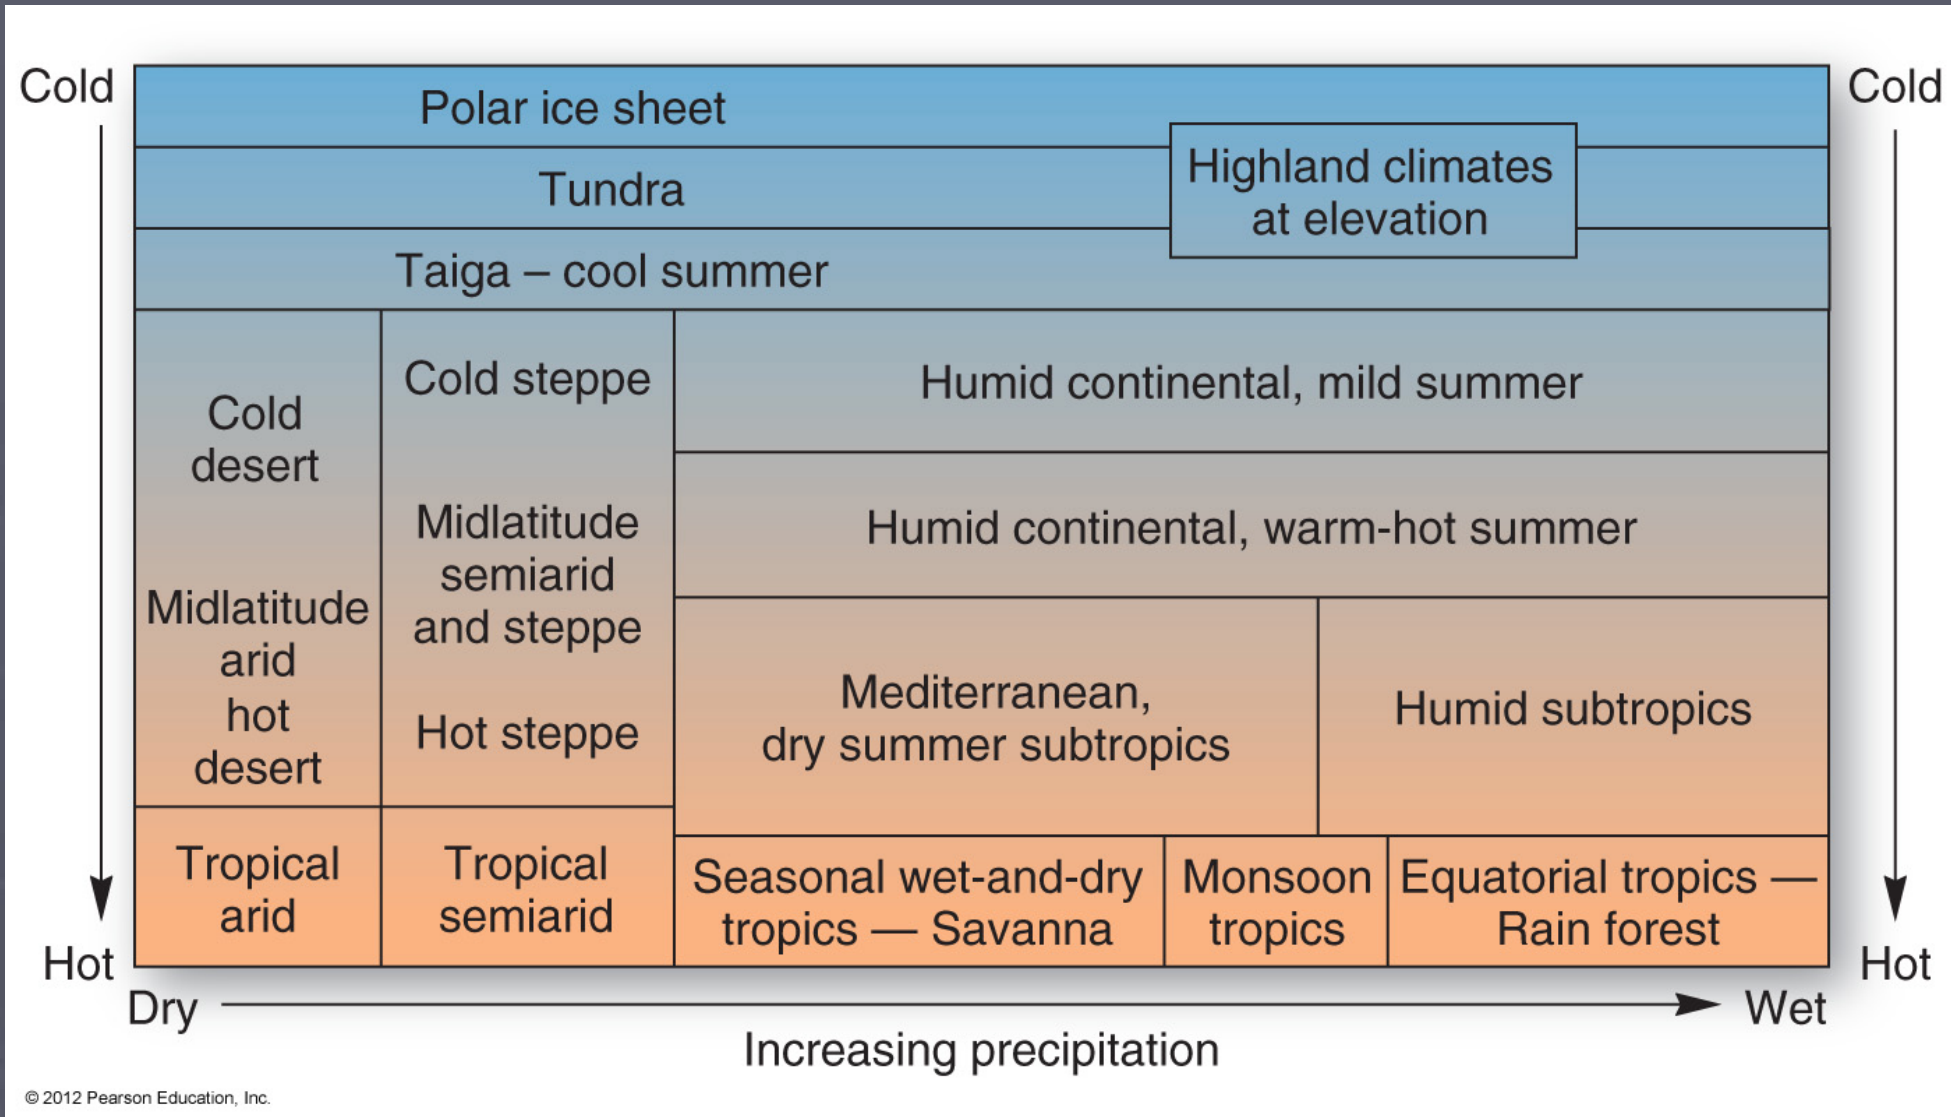 Cold
Cold
Polar ice sheet
Highland climates
at elevation
Tundra
Taiga – cool summer
Cold
desert
Midlatitude
arid
hot
desert
Cold steppe
Midlatitude
semiarid
and steppe
Hot steppe
Humid continental, mild summer
Humid continental, warm-hot summer
Mediterranean,
dry summer subtropics
Humid subtropics
Tropical
arid
Tropical
semiarid
Seasonal wet-and-dry
tropics — Savanna
Monsoon
tropics
Equatorial tropics —
Rain forest
Hot
Hot
Dry
Wet
Increasing precipitation
© 2012 Pearson Education, Inc.